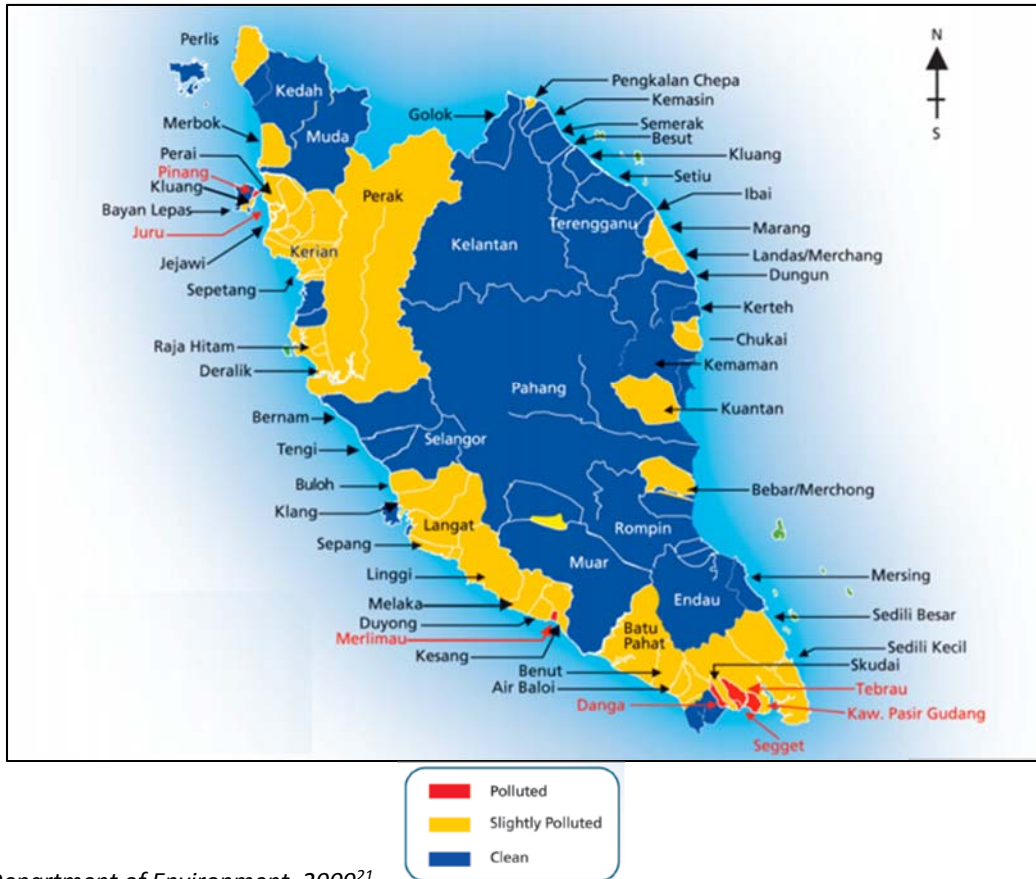 Perlis
N
S
Kedah
Pengkalan Chepa
Kemasin
Golok
Merbok
Muda
Semerak
Besut
Perai
Kluang
Pinang
Setiu
Kluang
Perak
Ibai
Bayan Lepas
Terengganu
Marang
Juru
Kelantan
Kerian
Landas/Merchang
Jejawi
Dungun
Sepetang
Kerteh
Raja Hitam
Chukai
Deralik
Kemaman
Pahang
Kuantan
Bernam
Selangor
Tengi
Buloh
Bebar/Merchong
Klang
Langat
Rompin
Sepang
Muar
Linggi
Mersing
Endau
Melaka
Sedili Besar
Duyong
Batu
Pahat
Merlimau
Sedili Kecil
Kesang
Skudai
Benut
Air Baloi
Tebrau
Danga
Kaw. Pasir Gudang
Segget
Polluted
Slightly Polluted
Clean
Department of Environment, 2009²¹